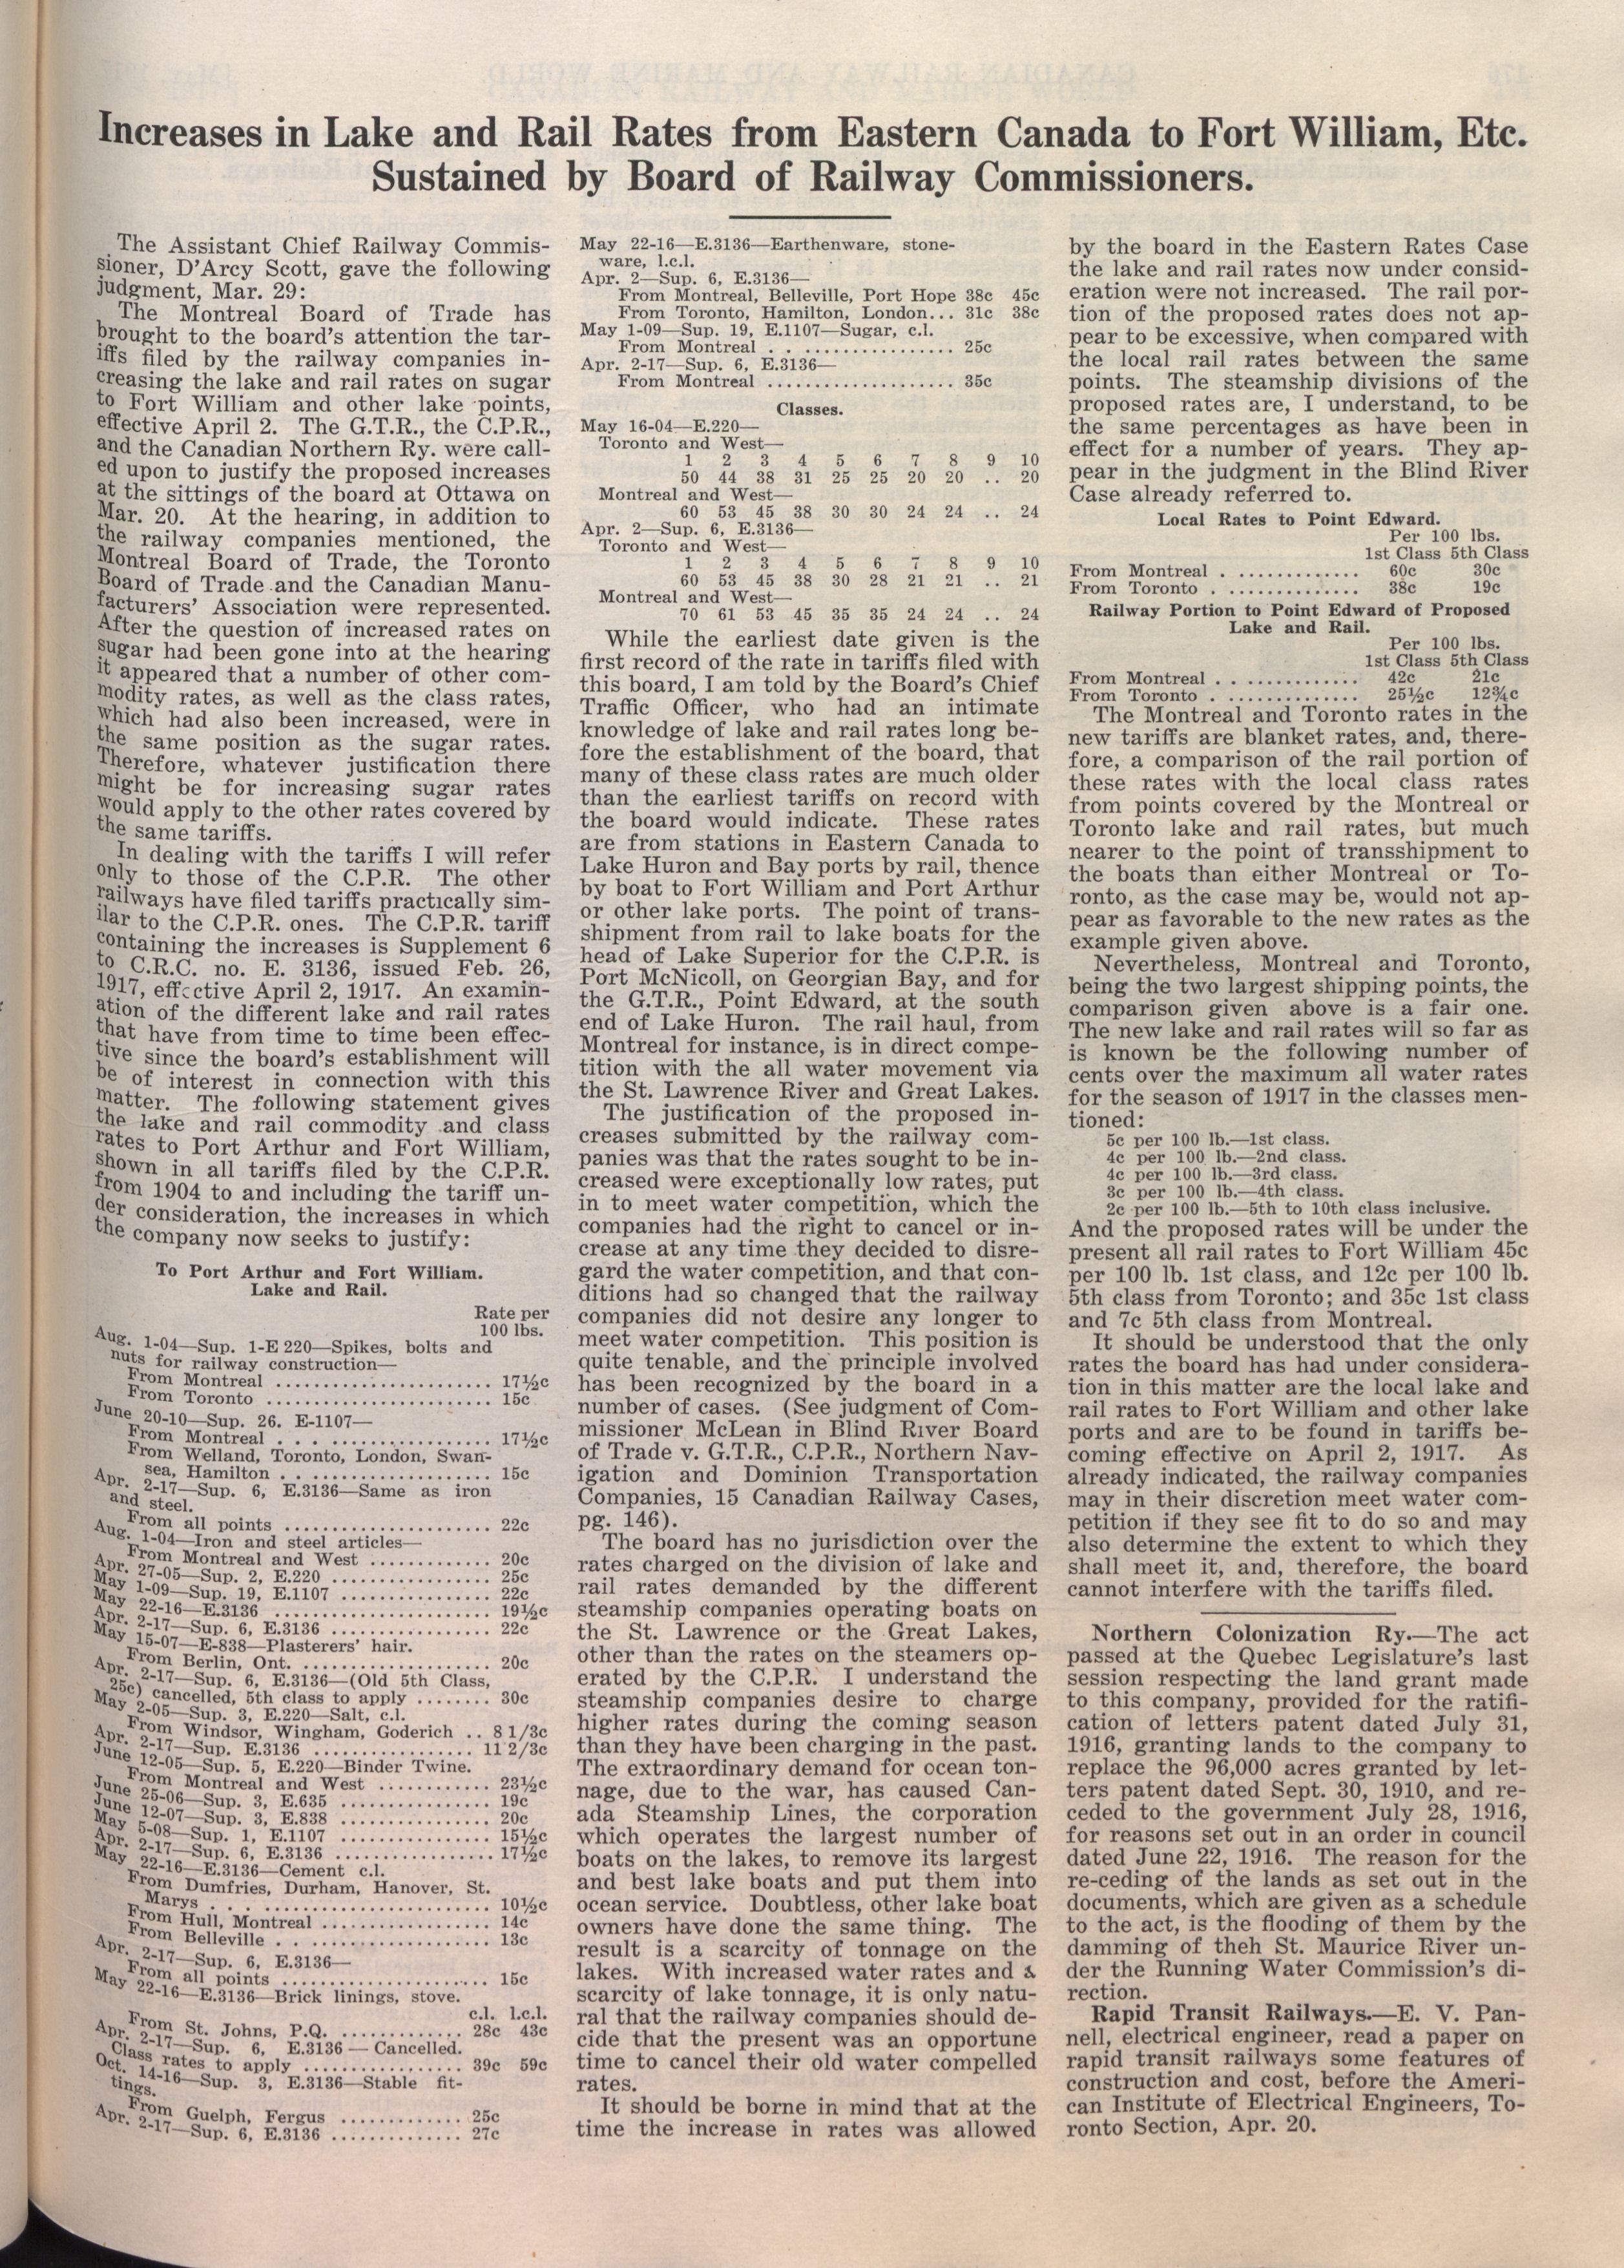 Increases in Lake and Rail Rates from Eastern Canada to Fort William, Etc.
Sustained by Board of Railway Commissioners.
The Assistant Chief Railway Commis-
sioner, D'Arcy Scott, gave the following
judgment, Mar. 29:
The Montreal Board of Trade has
brought to the board's attention the tar-
iffs filed by the railway companies in-
creasing the lake and rail rates on sugar
to Fort William and other lake points,
effective April 2. The G.T.R., the C.P.R.,
and the Canadian Northern Ry. were call-
ed upon to justify the proposed increases
at the sittings of the board at Ottawa on
Mar. 20. At the hearing, in addition to
the railway companies mentioned, the
Montreal Board of Trade, the Toronto
Board of Trade and the Canadian Manu-
facturers' Association were represented.
After the question of increased rates on
sugar had been gone into at the hearing
it appeared that a number of other com-
modity rates, as well as the class rates,
which had also been increased, were in
the same position as the sugar rates.
Therefore, whatever justification there
might be for increasing sugar rates
would apply to the other rates covered by
the same tariffs.
In dealing with the tariffs I will refer
only to those of the C.P.R. The other
railways have filed tariffs practically sim-
ilar to the C.P.R. ones. The C.P.R. tariff
containing the increases is Supplement 6
to C.R.C. no. E. 3136, issued Feb. 26,
1917, effective April 2, 1917. An examin-
ation of the different lake and rail rates
that have from time to time been effec-
tive since the board's establishment will
be of interest in connection with this
matter. The following statement gives
the lake and rail commodity and class
rates to Port Arthur and Fort William,
shown in all tariffs filed by the C.P.R.
from 1904 to and including the tariff un-
der consideration, the increases in which
the company now seeks to justify:
To Port Arthur and Fort William.
Lake and Rail.
Rate per
100 lbs.
Aug. 1-04—Sup. 1-E 220—Spikes, bolts and
nuts for railway construction—
From Montreal ........................ 17½c
From Toronto ......................... 15c
June 20-10—Sup. 26. E-1107—
From Montreal . . . .................. 17½c
From Welland, Toronto, London, Swan-
sea, Hamilton . . .................... 15c
Apr. 2-17—Sup. 6, E.3136—Same as iron
and steel.
From all points ....................... 22c
Aug. 1-04—Iron and steel articles—
From Montreal and West ............. 20c
Apr. 27-05—Sup. 2, E.220 .................. 25c
May 1-09—Sup. 19, E.1107 ................. 22c
May 22-16—E.3136 ........................ 19½c
Apr. 2-17—Sup. 6, E.3136 .................. 22c
May 15-07—E-838—Plasterers' hair.
From Berlin, Ont. ..................... 20c
Apr. 2-17—Sup. 6, E.3136—(Old 5th Class,
25c) cancelled, 5th class to apply ........ 30c
May 2-05—Sup. 3, E.220—Salt, c.l.
From Windsor, Wingham, Goderich .. 8 1/3c
Apr. 2-17—Sup. E.3136 .................. 11 2/3c
June 12-05—Sup. 5, E.220—Binder Twine.
From Montreal and West ............ 23½c
June 25-06—Sup. 3, E.635 ................. 19c
June 12-07—Sup. 3, E.838 ................. 20c
May 5-08—Sup. 1, E.1107 ................. 15½c
Apr. 2-17—Sup. 6, E.3136 ................. 17½c
May 22-16—E.3136—Cement c.l.
From Dumfries, Durham, Hanover, St.
Marys . . . ........................... 10½c
From Hull, Montreal .................. 14c
From Belleville . . .................... 13c
Apr. 2-17—Sup. 6, E.3136—
From all points ....................... 15c
May 22-16—E.3136—Brick linings, stove.
c.l. l.c.l.
From St. Johns, P.Q. ............. 28c 43c
Apr. 2-17—Sup. 6, E.3136 — Cancelled.
Class rates to apply ................. 39c 59c
Oct. 14-16—Sup. 3, E.3136—Stable fit-
tings.
From Guelph, Fergus ............. 25c
Apr. 2-17—Sup. 6, E.3136 .............. 27c
May 22-16—E.3136—Earthenware, stone-
ware, l.c.l.
Apr. 2—Sup. 6, E.3136—
From Montreal, Belleville, Port Hope 38c 45c
From Toronto, Hamilton, London... 31c 38c
May 1-09—Sup. 19, E.1107—Sugar, c.l.
From Montreal . . ................ 25c
Apr. 2-17—Sup. 6, E.3136—
From Montreal .................... 35c
Classes.
May 16-04—E.220—
Toronto and West—
1 2 3 4 5 6 7 8 9 10
50 44 38 31 25 25 20 20 .. 20
Montreal and West—
60 53 45 38 30 30 24 24 .. 24
Apr. 2—Sup. 6, E.3136—
Toronto and West—
1 2 3 4 5 6 7 8 9 10
60 53 45 38 30 28 21 21 .. 21
Montreal and West—
70 61 53 45 35 35 24 24 .. 24
While the earliest date given is the
first record of the rate in tariffs filed with
this board, I am told by the Board's Chief
Traffic Officer, who had an intimate
knowledge of lake and rail rates long be-
fore the establishment of the board, that
many of these class rates are much older
than the earliest tariffs on record with
the board would indicate. These rates
are from stations in Eastern Canada to
Lake Huron and Bay ports by rail, thence
by boat to Fort William and Port Arthur
or other lake ports. The point of trans-
shipment from rail to lake boats for the
head of Lake Superior for the C.P.R. is
Port McNicoll, on Georgian Bay, and for
the G.T.R., Point Edward, at the south
end of Lake Huron. The rail haul, from
Montreal for instance, is in direct compe-
tition with the all water movement via
the St. Lawrence River and Great Lakes.
The justification of the proposed in-
creases submitted by the railway com-
panies was that the rates sought to be in-
creased were exceptionally low rates, put
in to meet water competition, which the
companies had the right to cancel or in-
crease at any time they decided to disre-
gard the water competition, and that con-
ditions had so changed that the railway
companies did not desire any longer to
meet water competition. This position is
quite tenable, and the principle involved
has been recognized by the board in a
number of cases. (See judgment of Com-
missioner McLean in Blind River Board
of Trade v. G.T.R., C.P.R., Northern Nav-
igation and Dominion Transportation
Companies, 15 Canadian Railway Cases,
pg. 146).
The board has no jurisdiction over the
rates charged on the division of lake and
rail rates demanded by the different
steamship companies operating boats on
the St. Lawrence or the Great Lakes,
other than the rates on the steamers op-
erated by the C.P.R. I understand the
steamship companies desire to charge
higher rates during the coming season
than they have been charging in the past.
The extraordinary demand for ocean ton-
nage, due to the war, has caused Can-
ada Steamship Lines, the corporation
which operates the largest number of
boats on the lakes, to remove its largest
and best lake boats and put them into
ocean service. Doubtless, other lake boat
owners have done the same thing. The
result is a scarcity of tonnage on the
lakes. With increased water rates and a
scarcity of lake tonnage, it is only natu-
ral that the railway companies should de-
cide that the present was an opportune
time to cancel their old water compelled
rates.
It should be borne in mind that at the
time the increase in rates was allowed
by the board in the Eastern Rates Case
the lake and rail rates now under consid-
eration were not increased. The rail por-
tion of the proposed rates does not ap-
pear to be excessive, when compared with
the local rail rates between the same
points. The steamship divisions of the
proposed rates are, I understand, to be
the same percentages as have been in
effect for a number of years. They ap-
pear in the judgment in the Blind River
Case already referred to.
Local Rates to Point Edward.
Per 100 lbs.
1st Class 5th Class
From Montreal . ............. 60c 30c
From Toronto . .............. 38c 19c
Railway Portion to Point Edward of Proposed
Lake and Rail.
Per 100 lbs.
1st Class 5th Class
From Montreal . . ............ 42c 21c
From Toronto . .............. 25½c 12¾c
The Montreal and Toronto rates in the
new tariffs are blanket rates, and, there-
fore, a comparison of the rail portion of
these rates with the local class rates
from points covered by the Montreal or
Toronto lake and rail rates, but much
nearer to the point of transshipment to
the boats than either Montreal or To-
ronto, as the case may be, would not ap-
pear as favorable to the new rates as the
example given above.
Nevertheless, Montreal and Toronto,
being the two largest shipping points, the
comparison given above is a fair one.
The new lake and rail rates will so far as
is known be the following number of
cents over the maximum all water rates
for the season of 1917 in the classes men-
tioned:
5c per 100 lb.—1st class.
4c per 100 lb.—2nd class.
4c per 100 lb.—3rd class.
3c per 100 lb.—4th class.
2c per 100 lb.—5th to 10th class inclusive.
And the proposed rates will be under the
present all rail rates to Fort William 45c
per 100 lb. 1st class, and 12c per 100 lb.
5th class from Toronto; and 35c 1st class
and 7c 5th class from Montreal.
It should be understood that the only
rates the board has had under considera-
tion in this matter are the local lake and
rail rates to Fort William and other lake
ports and are to be found in tariffs be-
coming effective on April 2, 1917. As
already indicated, the railway companies
may in their discretion meet water com-
petition if they see fit to do so and may
also determine the extent to which they
shall meet it, and, therefore, the board
cannot interfere with the tariffs filed.
Northern Colonization Ry.—The act
passed at the Quebec Legislature's last
session respecting the land grant made
to this company, provided for the ratifi-
cation of letters patent dated July 31,
1916, granting lands to the company to
replace the 96,000 acres granted by let-
ters patent dated Sept. 30, 1910, and re-
ceded to the government July 28, 1916,
for reasons set out in an order in council
dated June 22, 1916. The reason for the
re-ceding of the lands as set out in the
documents, which are given as a schedule
to the act, is the flooding of them by the
damming of theh St. Maurice River un-
der the Running Water Commission's di-
rection.
Rapid Transit Railways.—E. V. Pan-
nell, electrical engineer, read a paper on
rapid transit railways some features of
construction and cost, before the Ameri-
can Institute of Electrical Engineers, To-
ronto Section, Apr. 20.